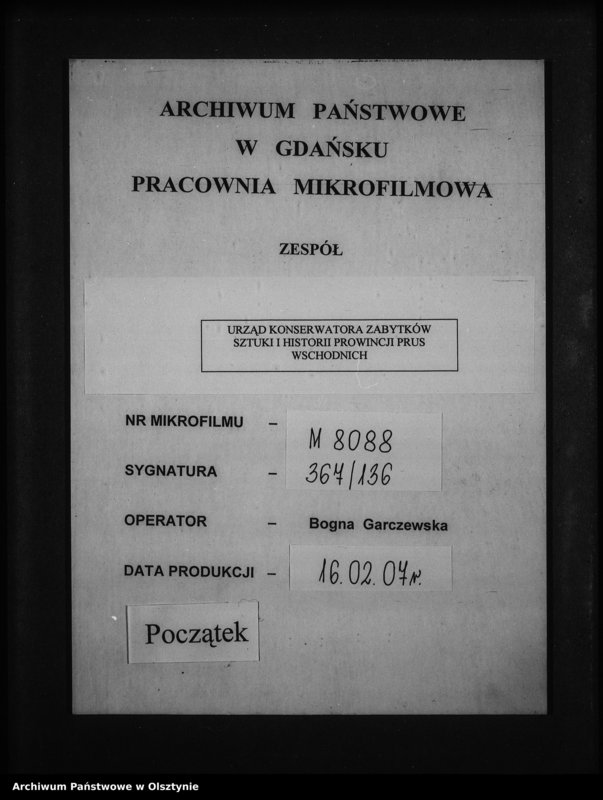 ARCHIWUM PAŃSTWOWE
W GDAŃSKU
PRACOWNIA MIKROFILMOWA
ZESPÓŁ
URZĄD KONSERWATORA ZABYTKÓW
SZTUKI I HISTORII PROWINCJI PRUS
WSCHODNICH
NR MIKROFILMU – M 8088
SYGNATURA – 367/136
OPERATOR – Bogna Garczewska
DATA PRODUKCJI – 16.02.07r.
Początek
Archiwum Państwowe w Olsztynie